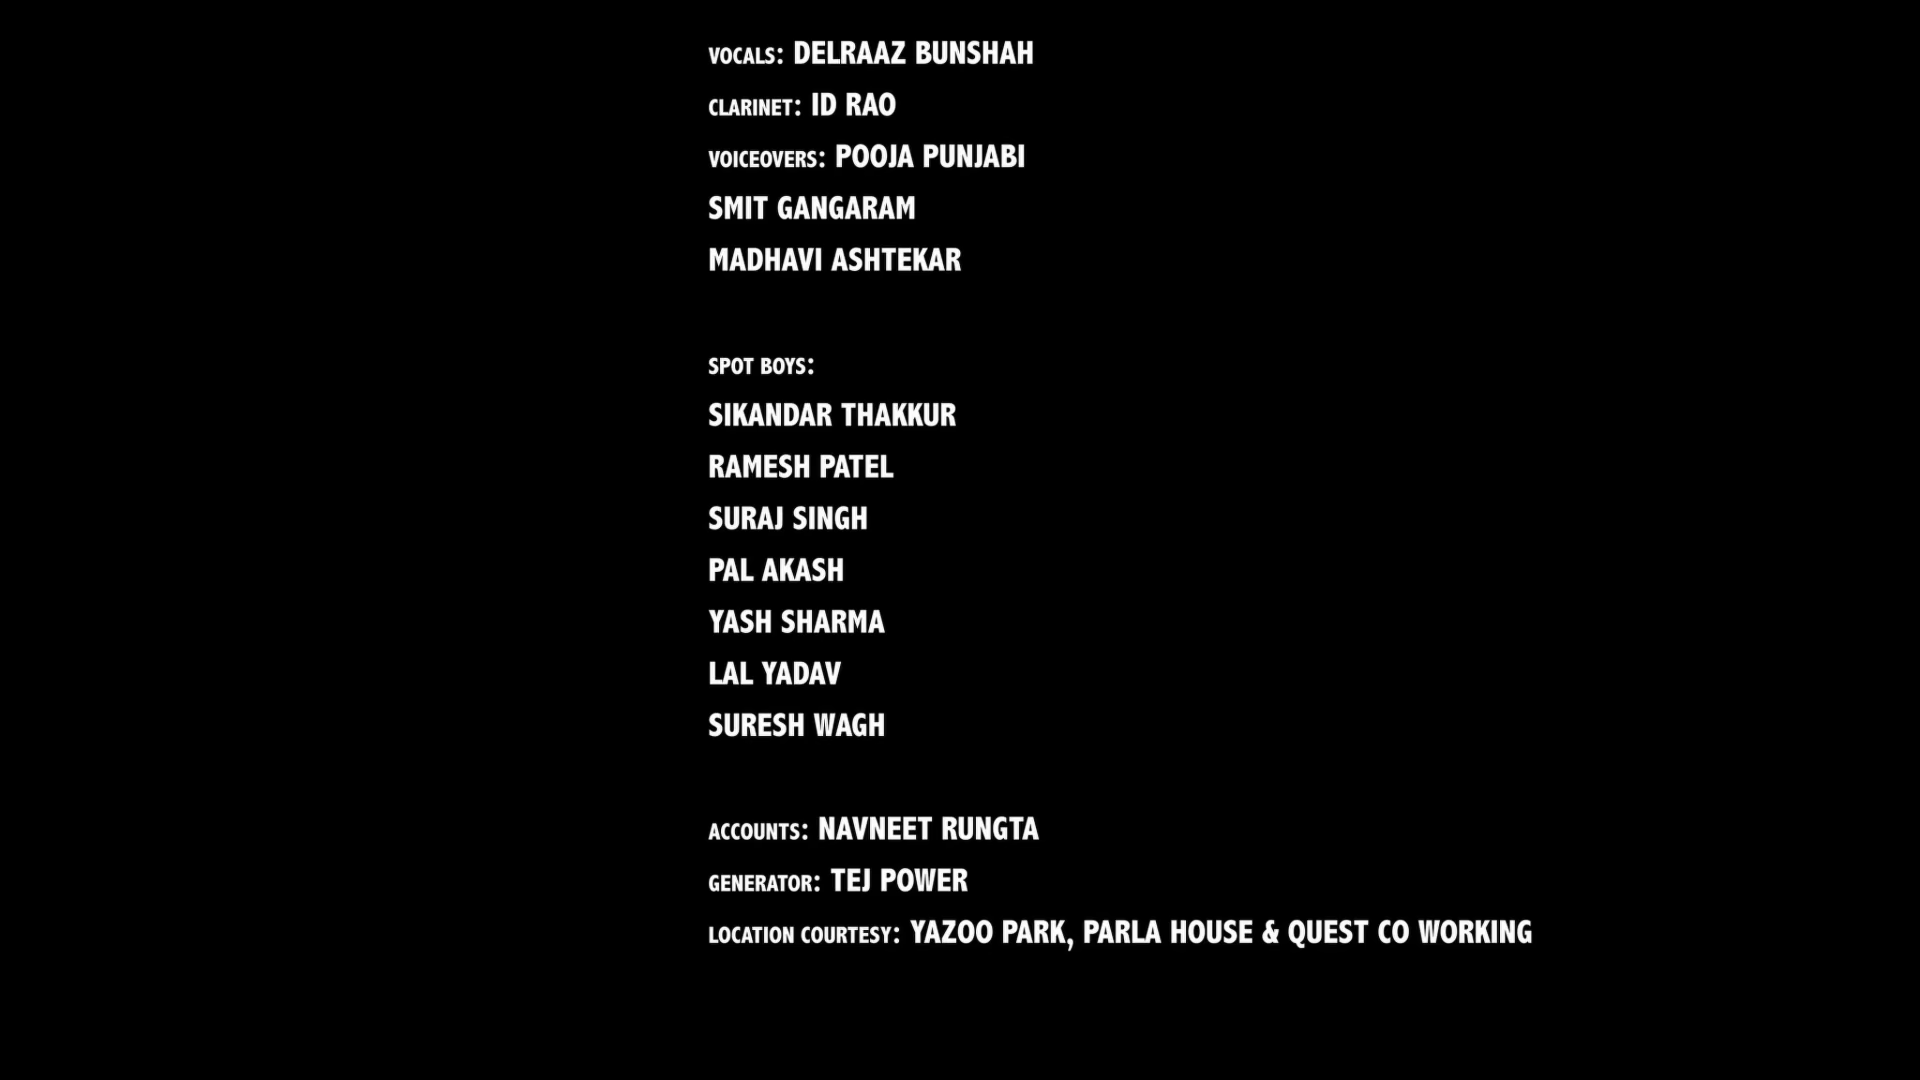 VOCALS: DELRAAZ BUNSHAH
CLARINET: ID RAO
VOICEOVERS: POOJA PUNJABI
SMIT GANGARAM
MADHAVI ASHTEKAR
SPOT BOYS:
SIKANDAR THAKKUR
RAMESH PATEL
SURAJ SINGH
PAL AKASH
YASH SHARMA
LAL YADAV
SURESH WAGH
ACCOUNTS: NAVNEET RUNGTA
GENERATOR: TEJ POWER
LOCATION COURTESY: YAZOO PARK, PARLA HOUSE & QUEST CO WORKING